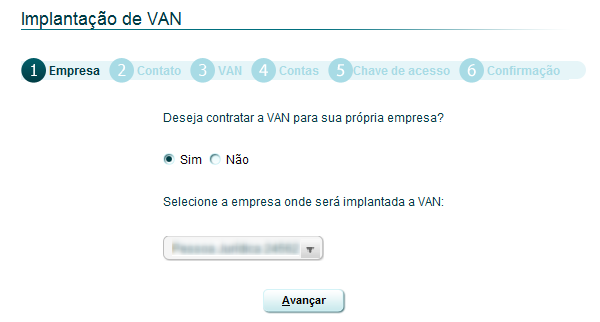 Implantação de VAN
1 Empresa 2 Contato 3 VAN 4 Contas 5 Chave de acesso 6 Confirmação
Deseja contratar a VAN para sua própria empresa?
Sim Não
Selecione a empresa onde será implantada a VAN:
Avançar